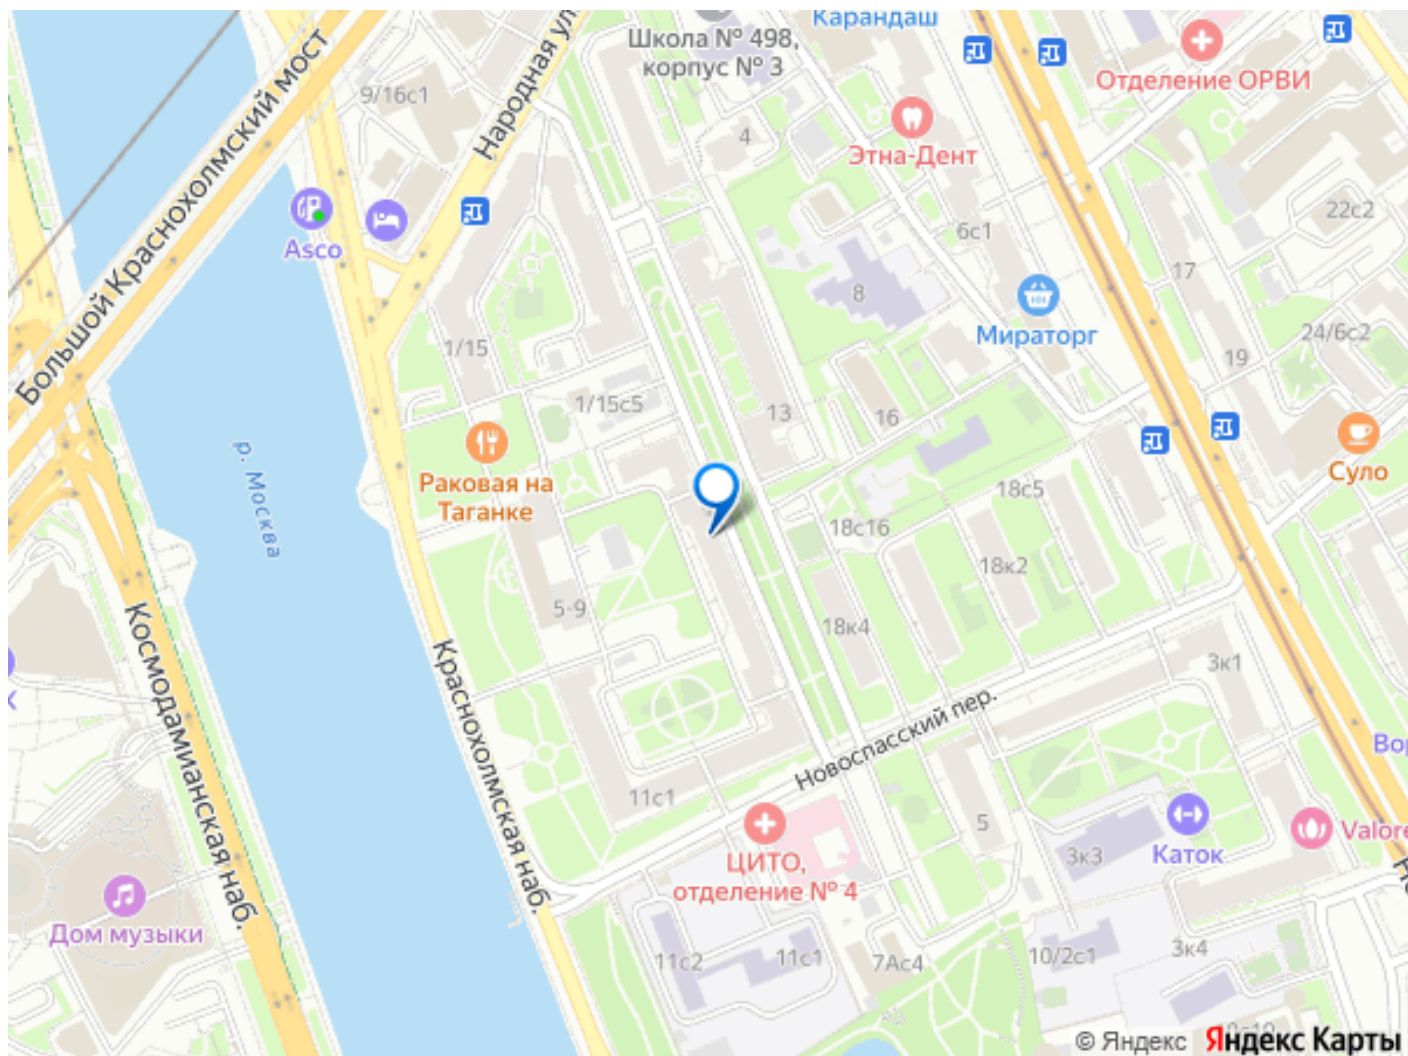 Карандаш
Школа № 498,
корпус № 3
Отделение ОРВИ
Большой Краснохолмский мост
Народная ул.
9/16с1
4
Этна-Дент
22с2
6с1
Asco
17
8
Мираторг
24/6с2
1/15
19
1/15с5
13
16
р. Москва
Раковая на
Таганке
Суло
18с5
18с16
18к2
5-9
18к4
3к1
Космодамианская наб.
Краснохолмская наб.
Новоспасский пер.
Вор
11с1
5
Valore
3к3
Каток
ЦИТО,
отделение № 4
Дом музыки
11с2
11с1
7Ас4
10/2с1
3к4
© Яндекс Яндекс Карты